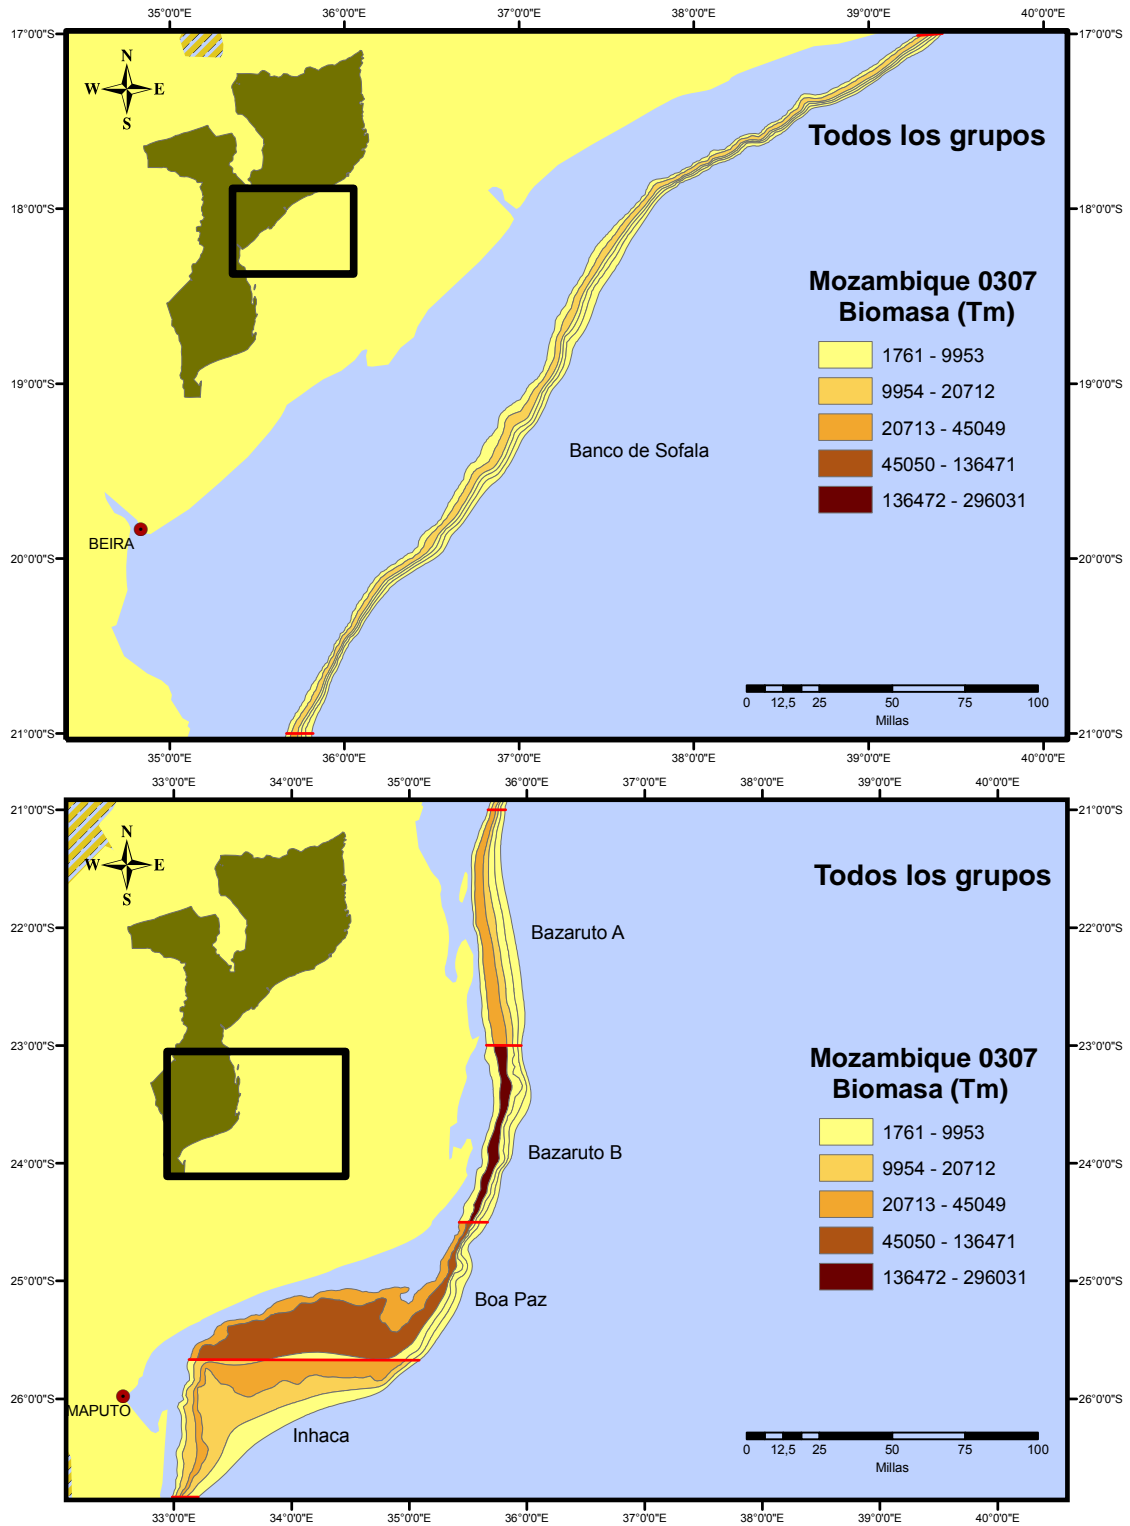 35°0'0"E 36°0'0"E 37°0'0"E 38°0'0"E 39°0'0"E 40°0'0"E
17°0'0"S 17°0'0"S
N
W E
S
Todos los grupos
18°0'0"S 18°0'0"S
Mozambique 0307
Biomasa (Tm)
1761 - 9953
9954 - 20712
20713 - 45049
45050 - 136471
136472 - 296031
19°0'0"S 19°0'0"S
Banco de Sofala
BEIRA
20°0'0"S 20°0'0"S
0 12,5 25 50 75 100
Millas
21°0'0"S 21°0'0"S
35°0'0"E 36°0'0"E 37°0'0"E 38°0'0"E 39°0'0"E 40°0'0"E
33°0'0"E 34°0'0"E 35°0'0"E 36°0'0"E 37°0'0"E 38°0'0"E 39°0'0"E 40°0'0"E
21°0'0"S 21°0'0"S
N
W E
S
Todos los grupos
22°0'0"S 22°0'0"S
Bazaruto A
23°0'0"S 23°0'0"S
Mozambique 0307
Biomasa (Tm)
1761 - 9953
9954 - 20712
20713 - 45049
45050 - 136471
136472 - 296031
Bazaruto B
24°0'0"S 24°0'0"S
25°0'0"S 25°0'0"S
Boa Paz
26°0'0"S 26°0'0"S
MAPUTO
Inhaca
0 12,5 25 50 75 100
Millas
33°0'0"E 34°0'0"E 35°0'0"E 36°0'0"E 37°0'0"E 38°0'0"E 39°0'0"E 40°0'0"E